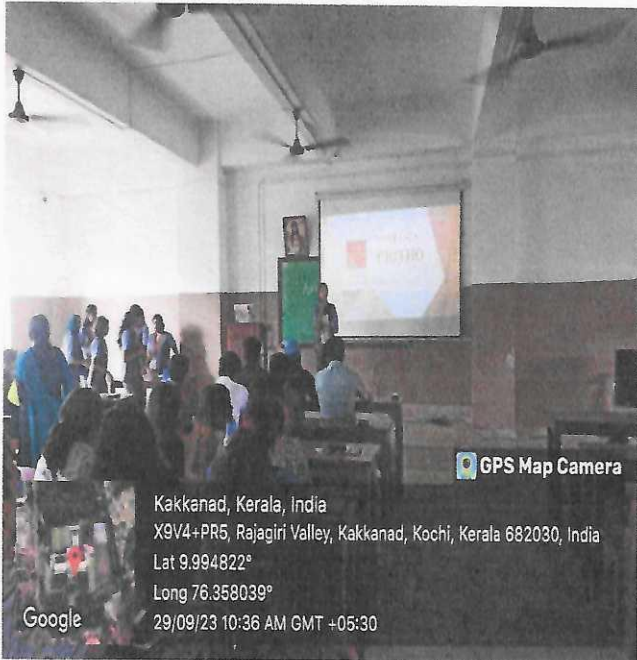 GPS Map Camera
Kakkanad, Kerala, India
X9V4+PR5, Rajagiri Valley, Kakkanad, Kochi, Kerala 682030, India
Lat 9.994822°
Long 76.358039°
29/09/23 10:36 AM GMT +05:30
Google